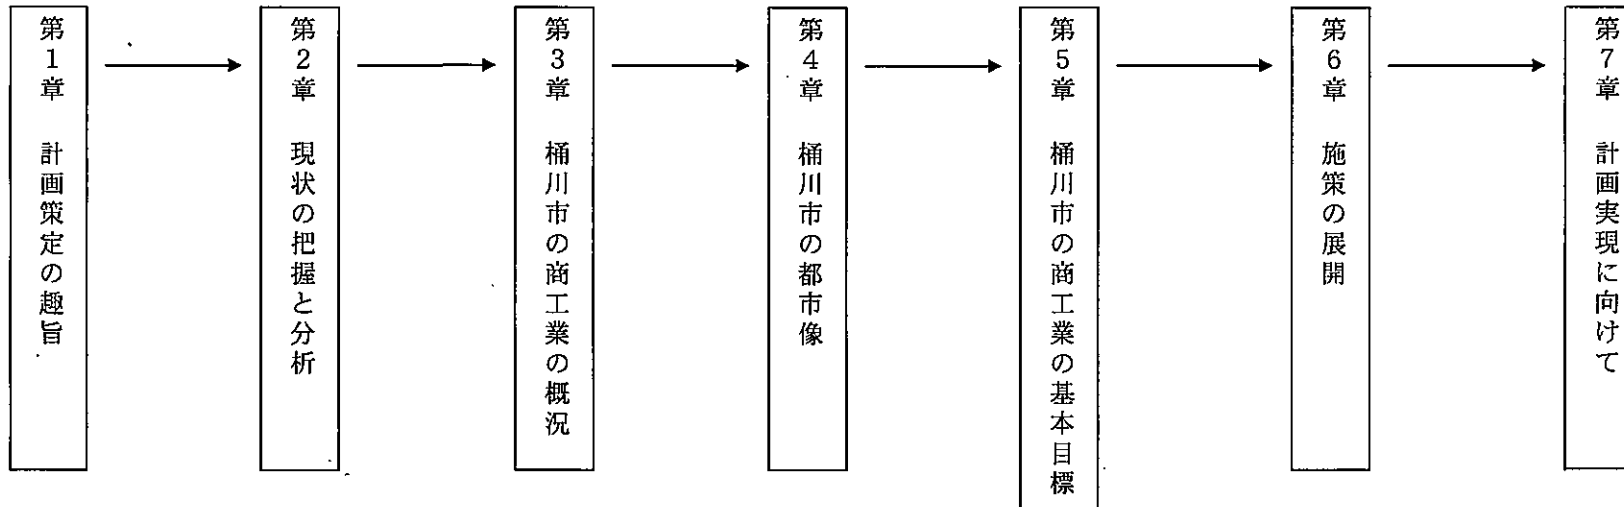 第1章　計画策定の趣旨
第2章　現状の把握と分析
第3章　桶川市の商工業の概況
第4章　桶川市の都市像
第5章　桶川市の商工業の基本目標
第6章　施策の展開
第7章　計画実現に向けて